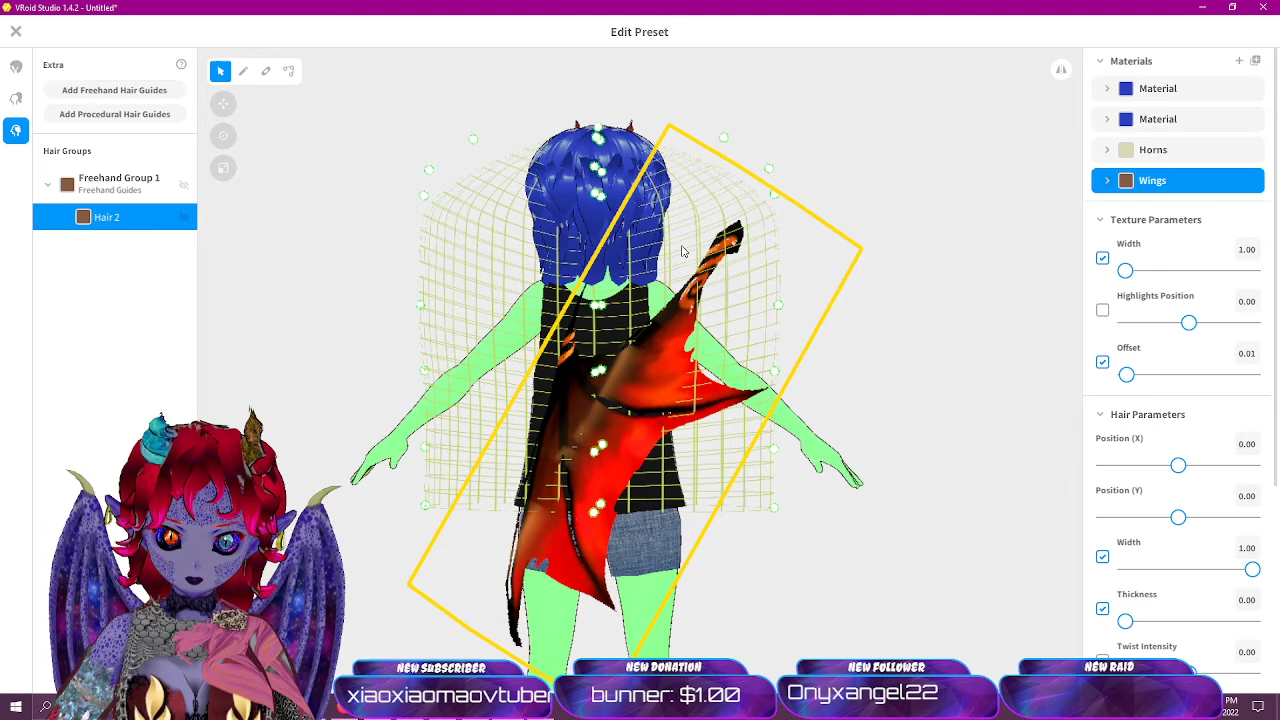 VRoid Studio 1.4.2 - Untitled*
Edit Preset
Extra
Add Freehand Hair Guides
Add Procedural Hair Guides
Hair Groups
Freehand Group 1
Freehand Guides
Hair 2
Materials
Material
Material
Horns
Wings
Texture Parameters
Width
1.00
Highlights Position
0.00
Offset
0.01
Hair Parameters
Position (X)
0.00
Position (Y)
0.00
Width
1.00
Thickness
0.00
Twist Intensity
0.00
NEW SUBSCRIBER
xiaoxiaomaovtuber
NEW DONATION
bunner: $1.00
NEW FOLLOWER
Onyxangel22
NEW RAID
PM